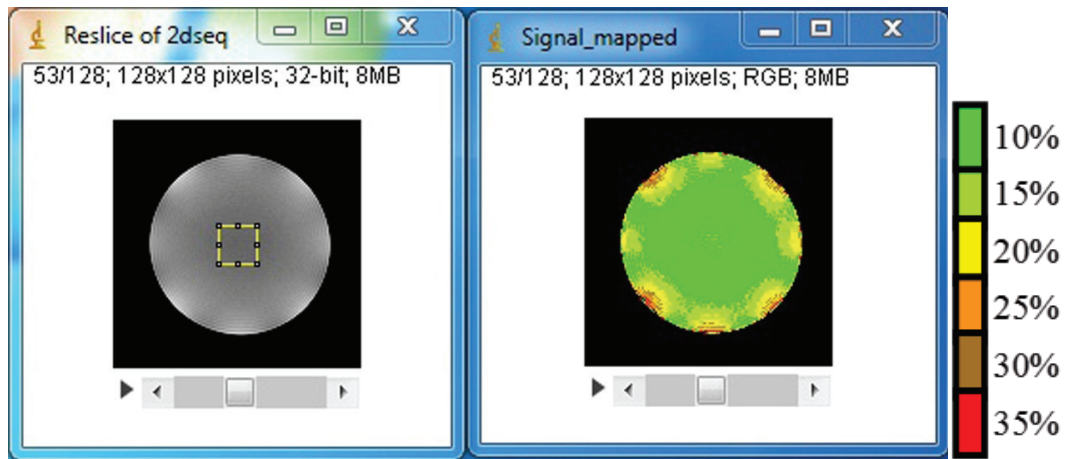 Reslice of 2dseq
53/128; 128x128 pixels; 32-bit; 8MB
Signal_mapped
53/128; 128x128 pixels; RGB; 8MB
10%
15%
20%
25%
30%
35%